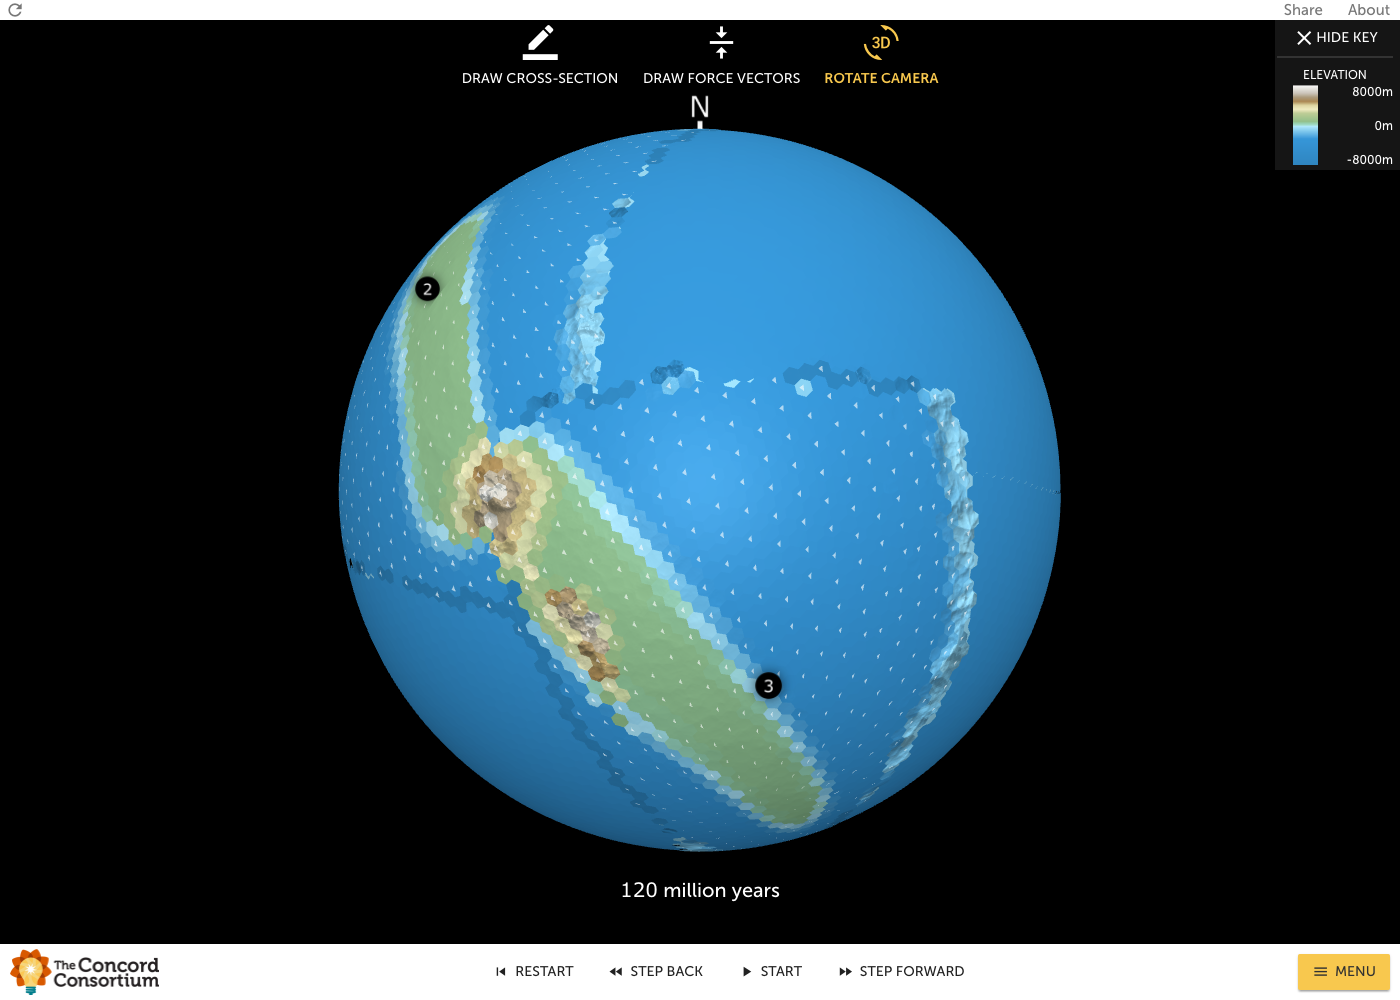 Share About
HIDE KEY
DRAW CROSS-SECTION DRAW FORCE VECTORS 3D ROTATE CAMERA
ELEVATION
8000m
0m
-8000m
N
2
3
120 million years
The Concord
Consortium
RESTART STEP BACK START STEP FORWARD MENU